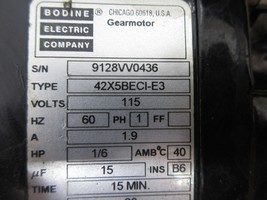 BODINE
ELECTRIC
COMPANY
CHICAGO 60618, U.S.A.
Gearmotor
S/N 9128VV0436
TYPE 42X5BECI-E3
VOLTS 115
HZ 60 PH 1 FF
A 1.9
HP 1/6 AMB°C 40
µF 15 INS B6
TIME 15 MIN.